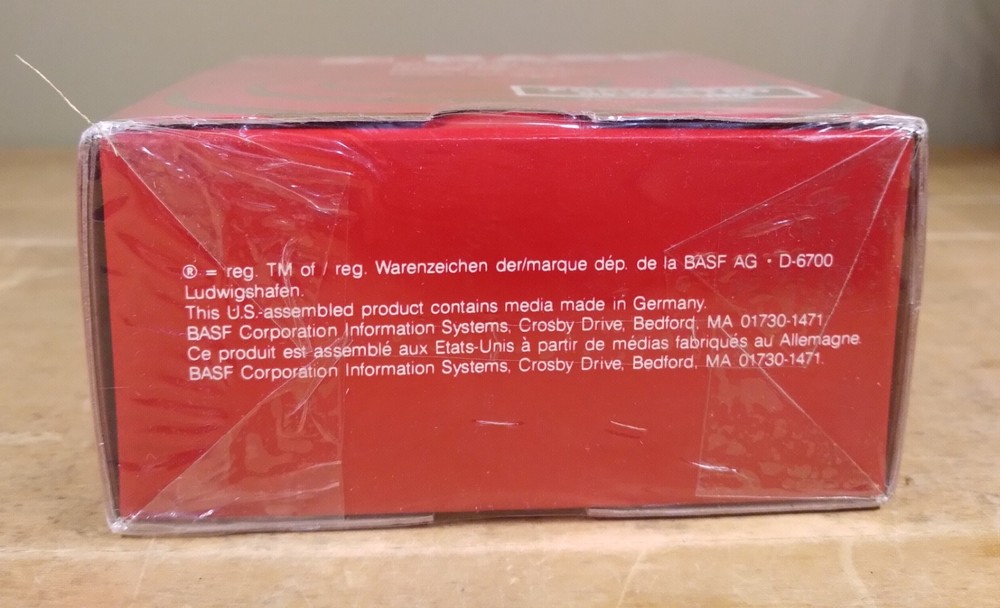 ® = reg. TM of / reg. Warenzeichen der/marque dép. de la BASF AG · D-6700
Ludwigshafen.
This U.S.-assembled product contains media made in Germany.
BASF Corporation Information Systems, Crosby Drive, Bedford, MA 01730-1471
Ce produit est assemblé aux Etats-Unis à partir de médias fabriqués au Allemagne.
BASF Corporation Information Systems, Crosby Drive, Bedford, MA 01730-1471.